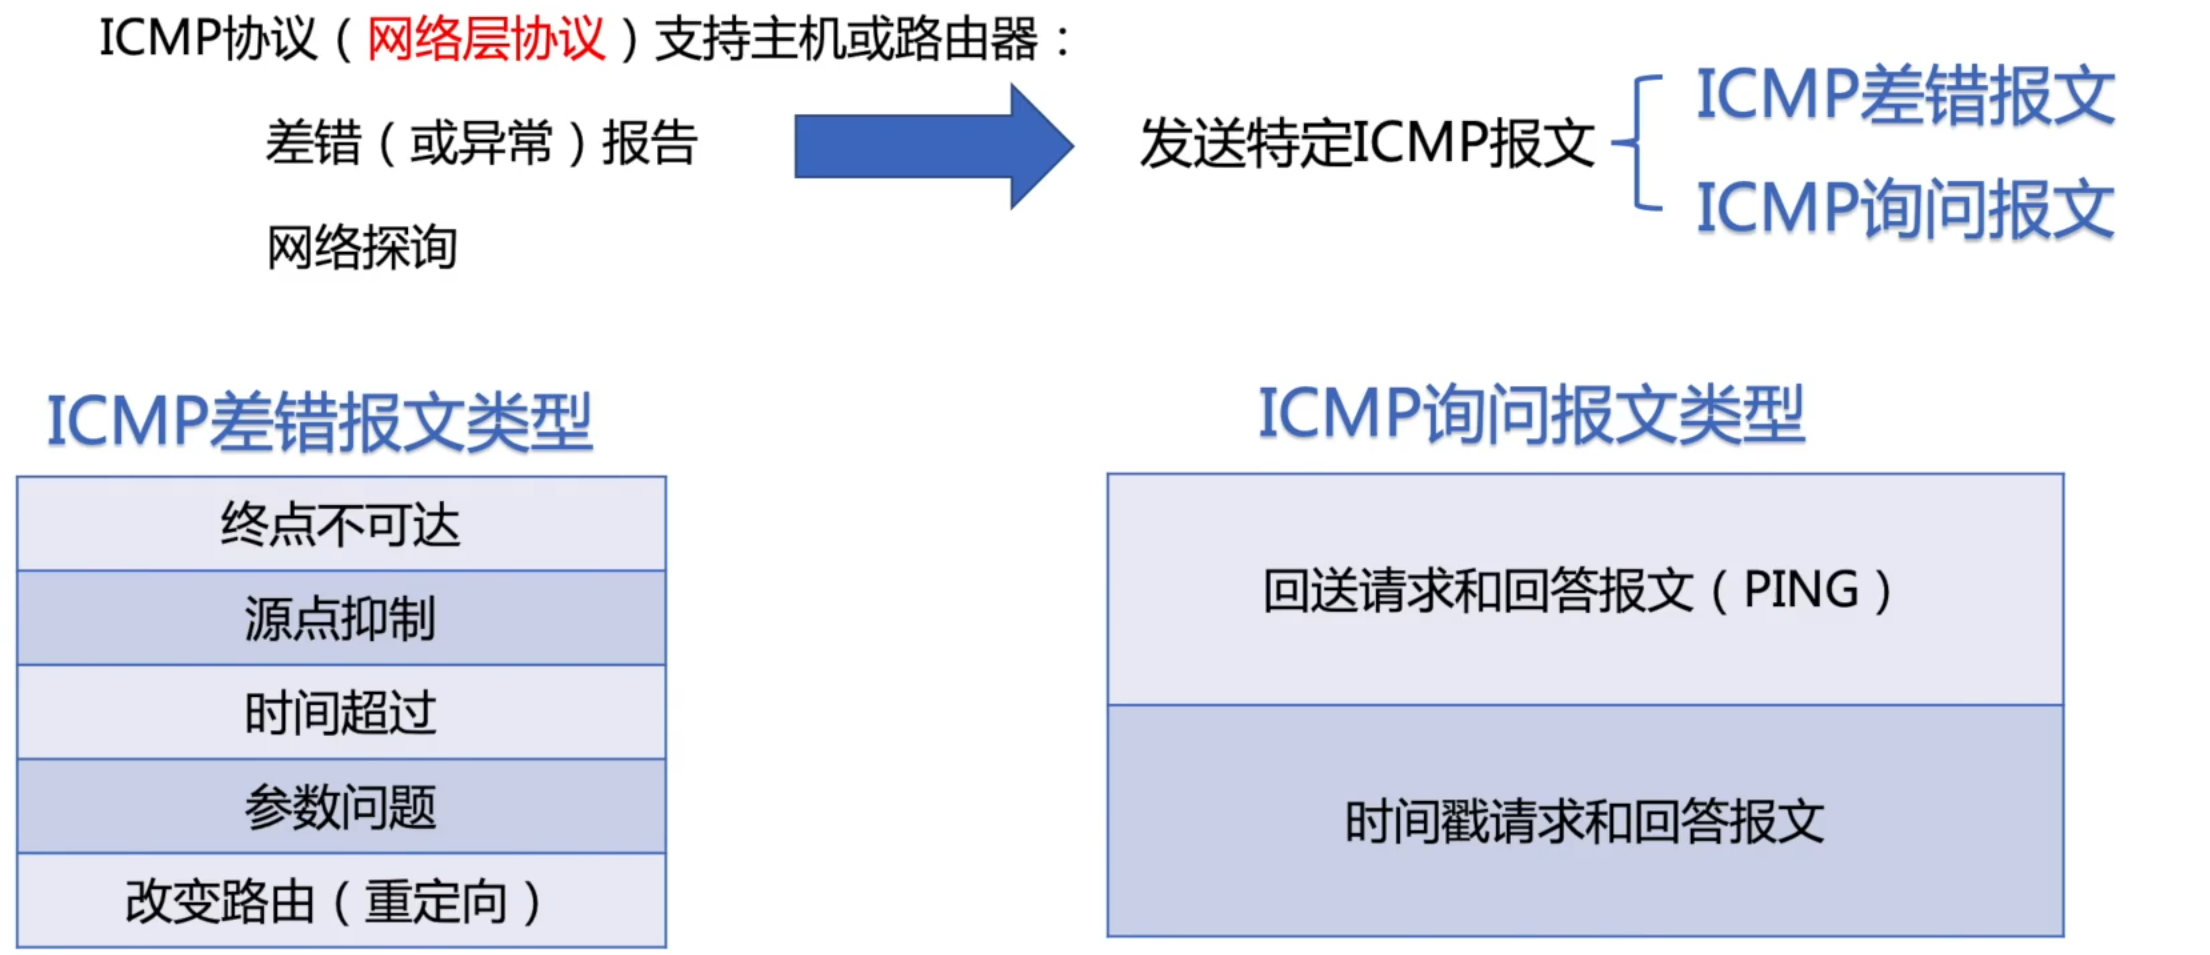 ICMP协议（网络层协议）支持主机或路由器：
差错（或异常）报告
网络探询
发送特定ICMP报文
ICMP差错报文
ICMP询问报文
ICMP差错报文类型
终点不可达
源点抑制
时间超过
参数问题
改变路由（重定向）
ICMP询问报文类型
回送请求和回答报文（PING）
时间戳请求和回答报文